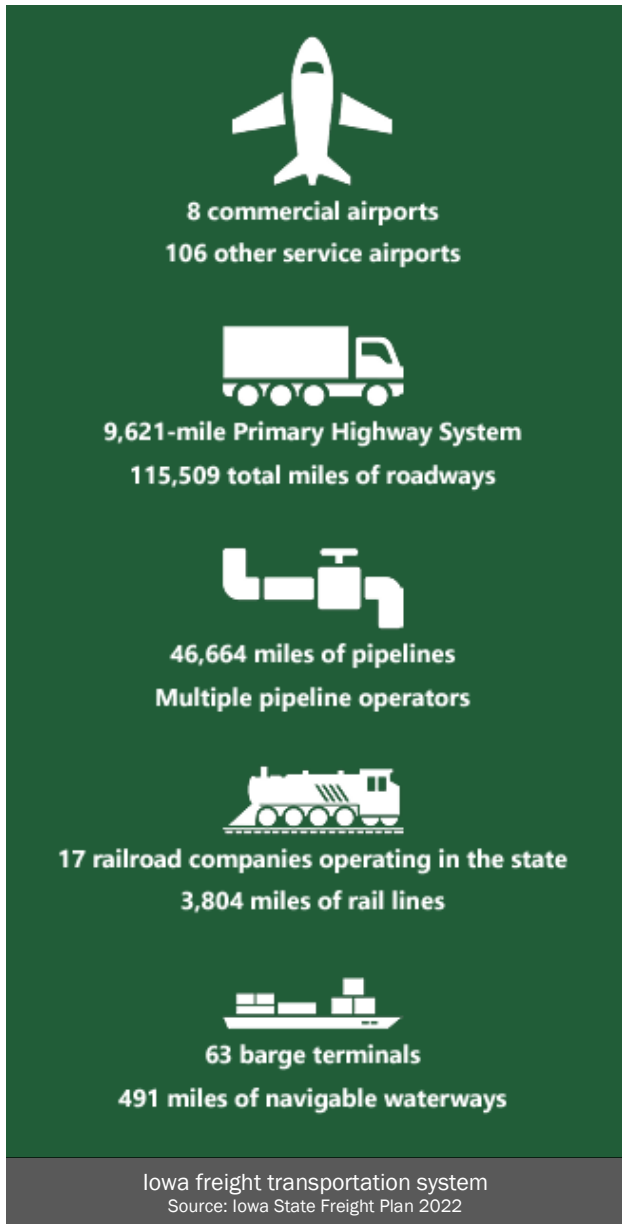 8 commercial airports
106 other service airports
9,621-mile Primary Highway System
115,509 total miles of roadways
46,664 miles of pipelines
Multiple pipeline operators
17 railroad companies operating in the state
3,804 miles of rail lines
63 barge terminals
491 miles of navigable waterways
Iowa freight transportation system
Source: Iowa State Freight Plan 2022